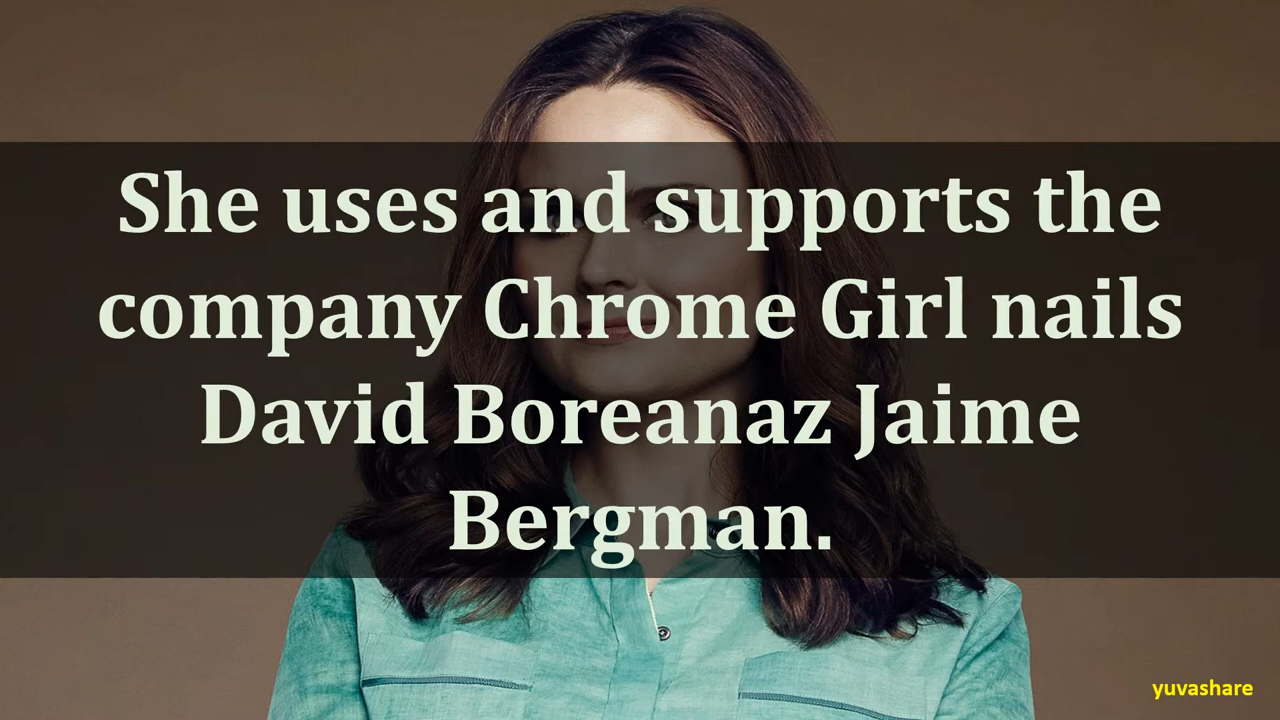 She uses and supports the
company Chrome Girl nails
David Boreanaz Jaime
Bergman.
yuvashare